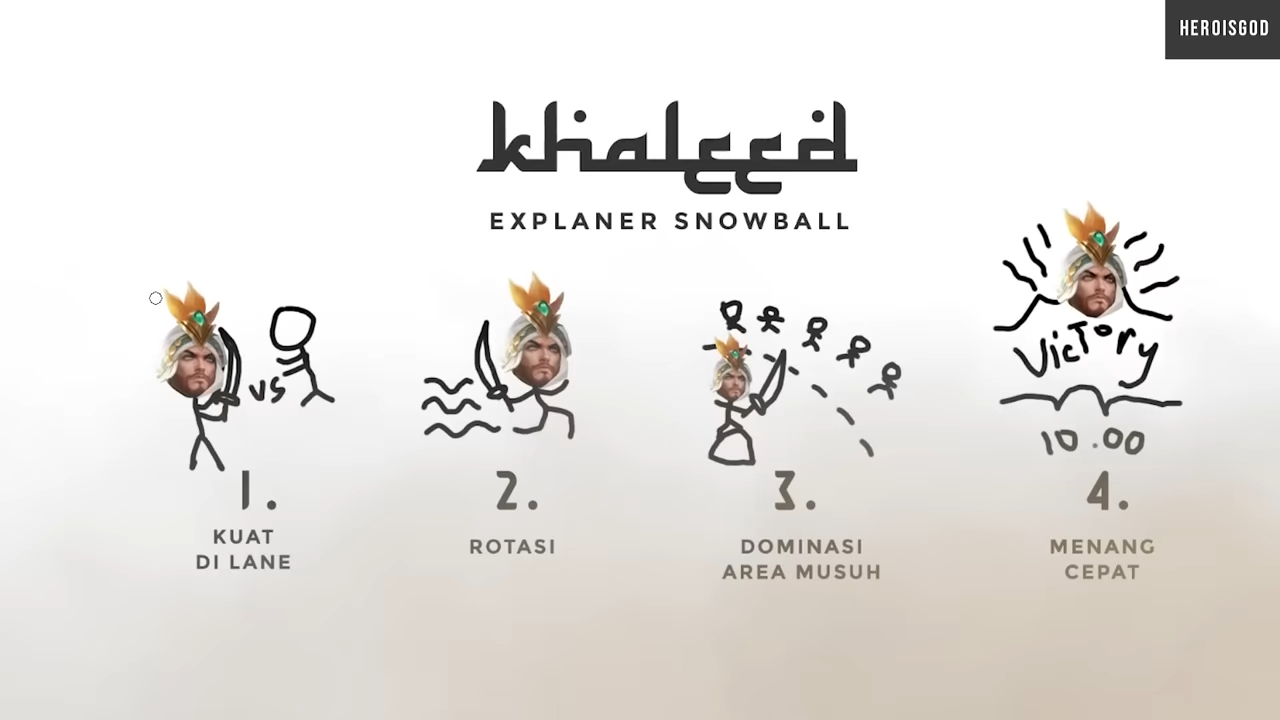 HEROISGOD
khaleed
EXPLANER SNOWBALL
VS
1.
KUAT
DI LANE
2.
ROTASI
3.
DOMINASI
AREA MUSUH
VicTory
10.00
4.
MENANG
CEPAT